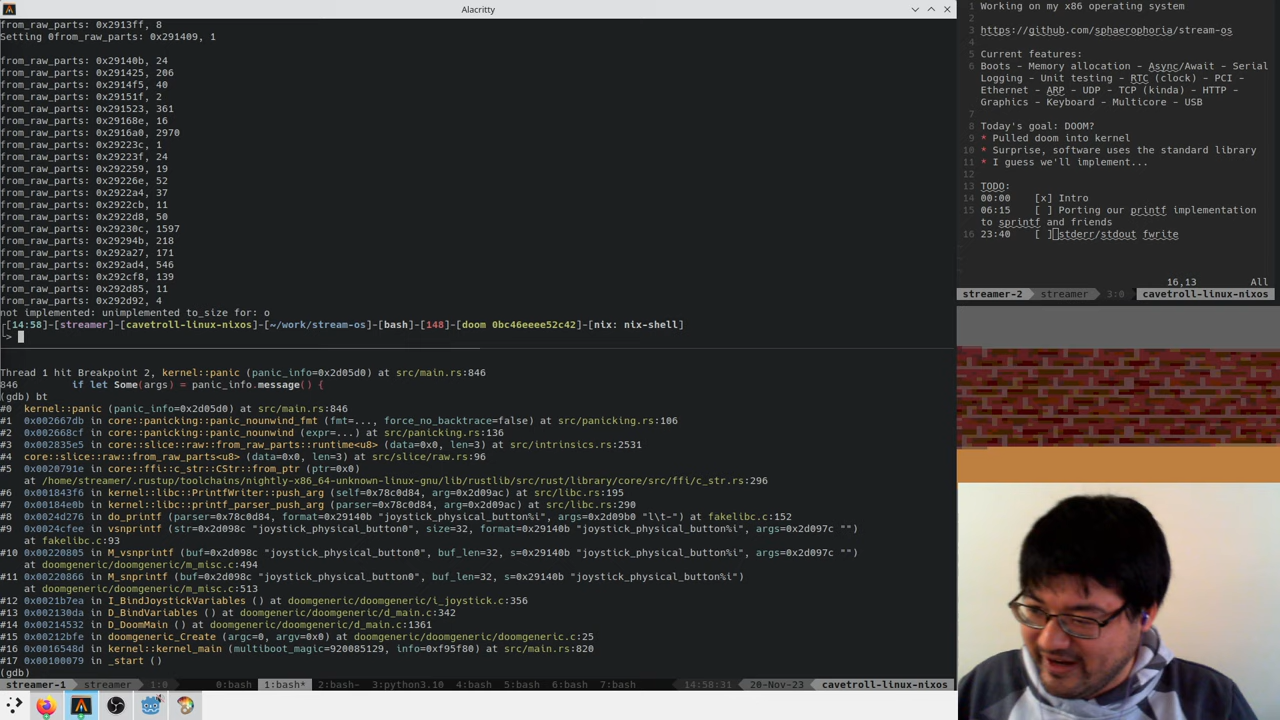 Alacritty
from_raw_parts: 0x2913ff, 8
Setting 0from_raw_parts: 0x291409, 1
from_raw_parts: 0x29140b, 24
from_raw_parts: 0x291425, 206
from_raw_parts: 0x2914f5, 40
from_raw_parts: 0x29151f, 2
from_raw_parts: 0x291523, 361
from_raw_parts: 0x29168e, 16
from_raw_parts: 0x2916a0, 2970
from_raw_parts: 0x29223c, 1
from_raw_parts: 0x29223f, 24
from_raw_parts: 0x292259, 19
from_raw_parts: 0x29226e, 52
from_raw_parts: 0x2922a4, 37
from_raw_parts: 0x2922cb, 11
from_raw_parts: 0x2922d8, 50
from_raw_parts: 0x29230c, 1597
from_raw_parts: 0x29294b, 218
from_raw_parts: 0x292a27, 171
from_raw_parts: 0x292ad4, 546
from_raw_parts: 0x292cf8, 139
from_raw_parts: 0x292d85, 11
from_raw_parts: 0x292d92, 4
not implemented: unimplemented to_size for: o
[14:58]-[streamer]-[cavetroll-linux-nixos]-[~/work/stream-os]-[bash]-[148]-[doom 0bc46eeee52c42]-[nix: nix-shell]
Thread 1 hit Breakpoint 2, kernel::panic (panic_info=0x2d05d0) at src/main.rs:846
846         if let Some(args) = panic_info.message() {
(gdb) bt
#0  kernel::panic (panic_info=0x2d05d0) at src/main.rs:846
#1  0x002667db in core::panicking::panic_nounwind_fmt (fmt=..., force_no_backtrace=false) at src/panicking.rs:106
#2  0x002668cf in core::panicking::panic_nounwind (expr=...) at src/panicking.rs:136
#3  0x002835e5 in core::slice::raw::from_raw_parts::runtime<u8> (data=0x0, len=3) at src/intrinsics.rs:2531
#4  core::slice::raw::from_raw_parts<u8> (data=0x0, len=3) at src/slice/raw.rs:96
#5  0x0020791e in core::ffi::c_str::CStr::from_ptr (ptr=0x0)
at /home/streamer/.rustup/toolchains/nightly-x86_64-unknown-linux-gnu/lib/rustlib/src/rust/library/core/src/ffi/c_str.rs:296
#6  0x001843f6 in kernel::libc::PrintfWriter::push_arg (self=0x78c0d84, arg=0x2d09ac) at src/libc.rs:195
#7  0x00184e0b in kernel::libc::printf_parser_push_arg (parser=0x78c0d84, arg=0x2d09ac) at src/libc.rs:290
#8  0x0024d276 in do_printf (parser=0x78c0d84, format=0x29140b "joystick_physical_button%i", args=0x2d09b0 "l\t-") at fakelibc.c:152
#9  0x0024cfee in vsnprintf (str=0x2d098c "joystick_physical_button0", size=32, format=0x29140b "joystick_physical_button%i", args=0x2d097c "")
at fakelibc.c:93
#10 0x00220805 in M_vsnprintf (buf=0x2d098c "joystick_physical_button0", buf_len=32, s=0x29140b "joystick_physical_button%i", args=0x2d097c "")
at doomgeneric/doomgeneric/m_misc.c:494
#11 0x00220866 in M_snprintf (buf=0x2d098c "joystick_physical_button0", buf_len=32, s=0x29140b "joystick_physical_button%i")
at doomgeneric/doomgeneric/m_misc.c:513
#12 0x0021b7ea in I_BindJoystickVariables () at doomgeneric/doomgeneric/i_joystick.c:356
#13 0x002130da in D_BindVariables () at doomgeneric/doomgeneric/d_main.c:342
#14 0x00214532 in D_DoomMain () at doomgeneric/doomgeneric/d_main.c:1361
#15 0x00212bfe in doomgeneric_Create (argc=0, argv=0x0) at doomgeneric/doomgeneric/doomgeneric.c:25
#16 0x0016548d in kernel::kernel_main (multiboot_magic=920085129, info=0xf95f80) at src/main.rs:820
#17 0x00100079 in _start ()
(gdb)
streamer-1  streamer  1:0  0:bash  1:bash*  2:bash-  3:python3.10  4:bash  5:bash  6:bash  7:bash  14:58:31  20-Nov-23  cavetroll-linux-nixos
1 Working on my x86 operating system
2
3 https://github.com/sphaerophoria/stream-os
4
5 Current features:
6 Boots - Memory allocation - Async/Await - Serial
Logging - Unit testing - RTC (clock) - PCI -
Ethernet - ARP - UDP - TCP (kinda) - HTTP -
Graphics - Keyboard - Multicore - USB
7
8 Today's goal: DOOM?
9 * Pulled doom into kernel
10 * Surprise, software uses the standard library
11 * I guess we'll implement...
12
13 TODO:
14 00:00    [x] Intro
15 06:15    [ ] Porting our printf implementation
to sprintf and friends
16 23:40    [ ] stderr/stdout fwrite
16,13    All
streamer-2  streamer  3:0  cavetroll-linux-nixos